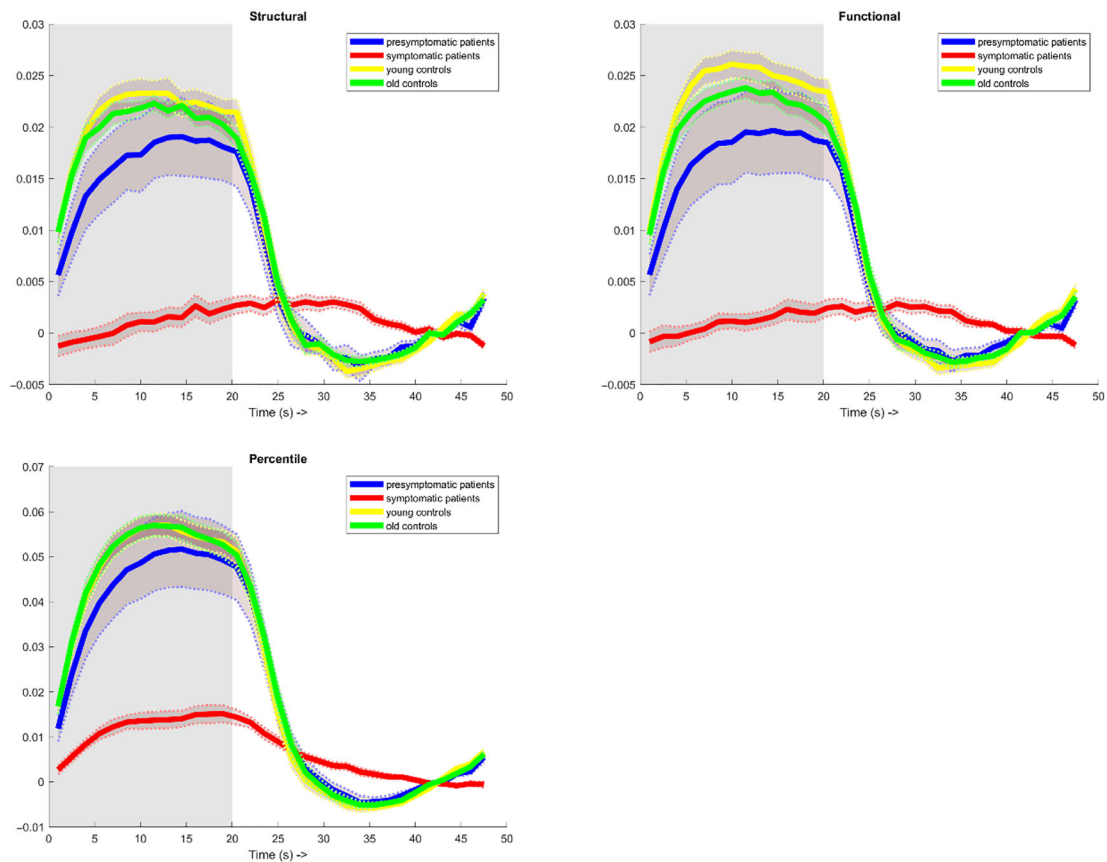 Structural
0.03
0.025
0.02
0.015
0.01
0.005
0
−0.005
0 5 10 15 20 25 30 35 40 45 50
Time (s) ->
presymptomatic patients
symptomatic patients
young controls
old controls
Functional
0.03
0.025
0.02
0.015
0.01
0.005
0
−0.005
0 5 10 15 20 25 30 35 40 45 50
Time (s) ->
presymptomatic patients
symptomatic patients
young controls
old controls
Percentile
0.07
0.06
0.05
0.04
0.03
0.02
0.01
0
−0.01
0 5 10 15 20 25 30 35 40 45 50
Time (s) ->
presymptomatic patients
symptomatic patients
young controls
old controls